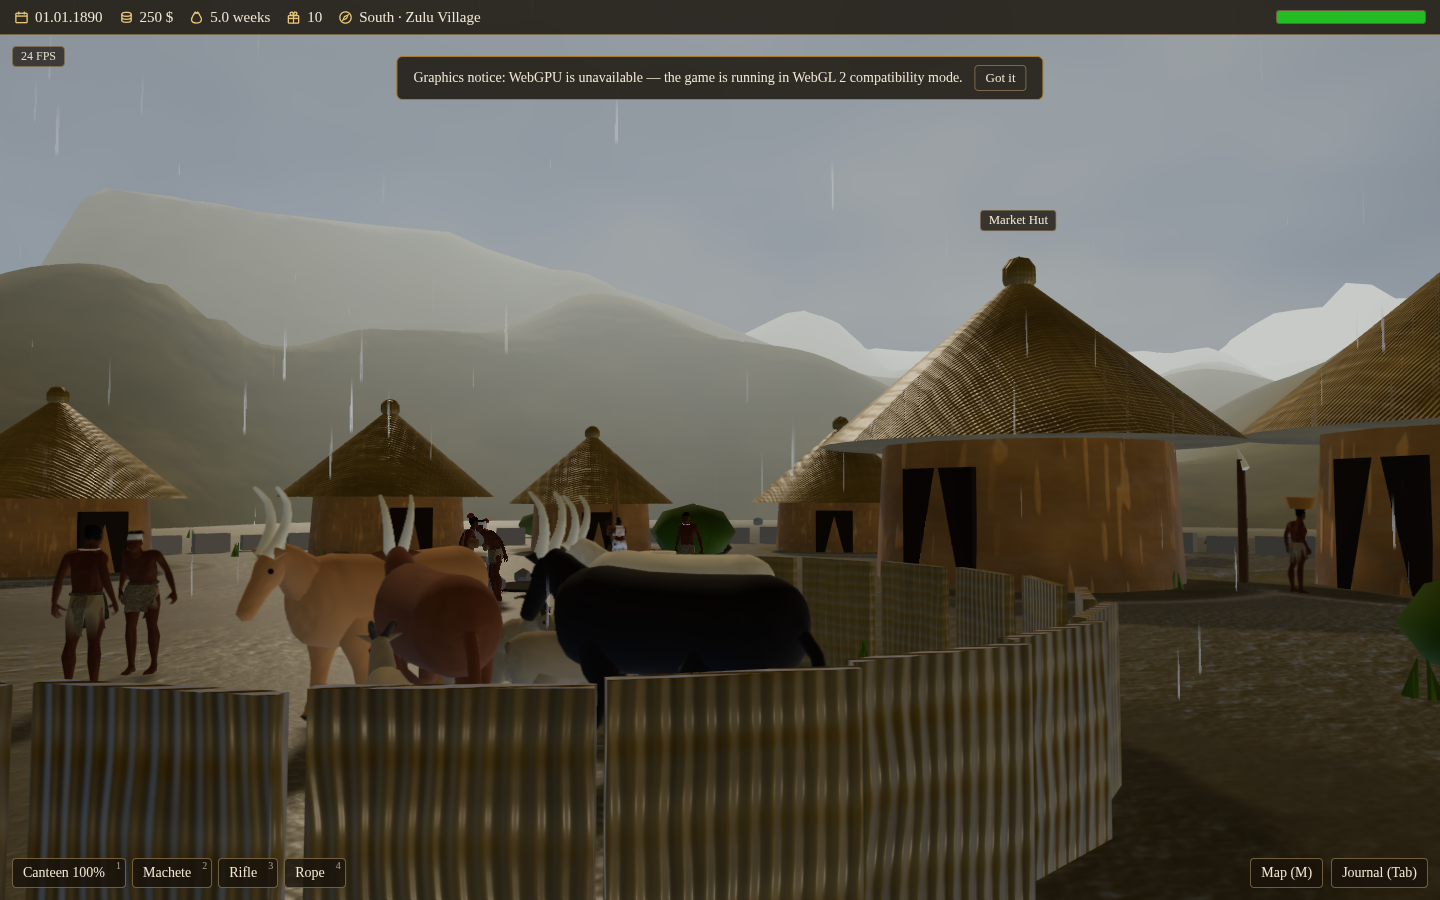 01.01.1890 250 $ 5.0 weeks 10 South · Zulu Village
24 FPS
Graphics notice: WebGPU is unavailable — the game is running in WebGL 2 compatibility mode. Got it
Market Hut
Canteen 100% 1 Machete 2 Rifle 3 Rope 4 Map (M) Journal (Tab)